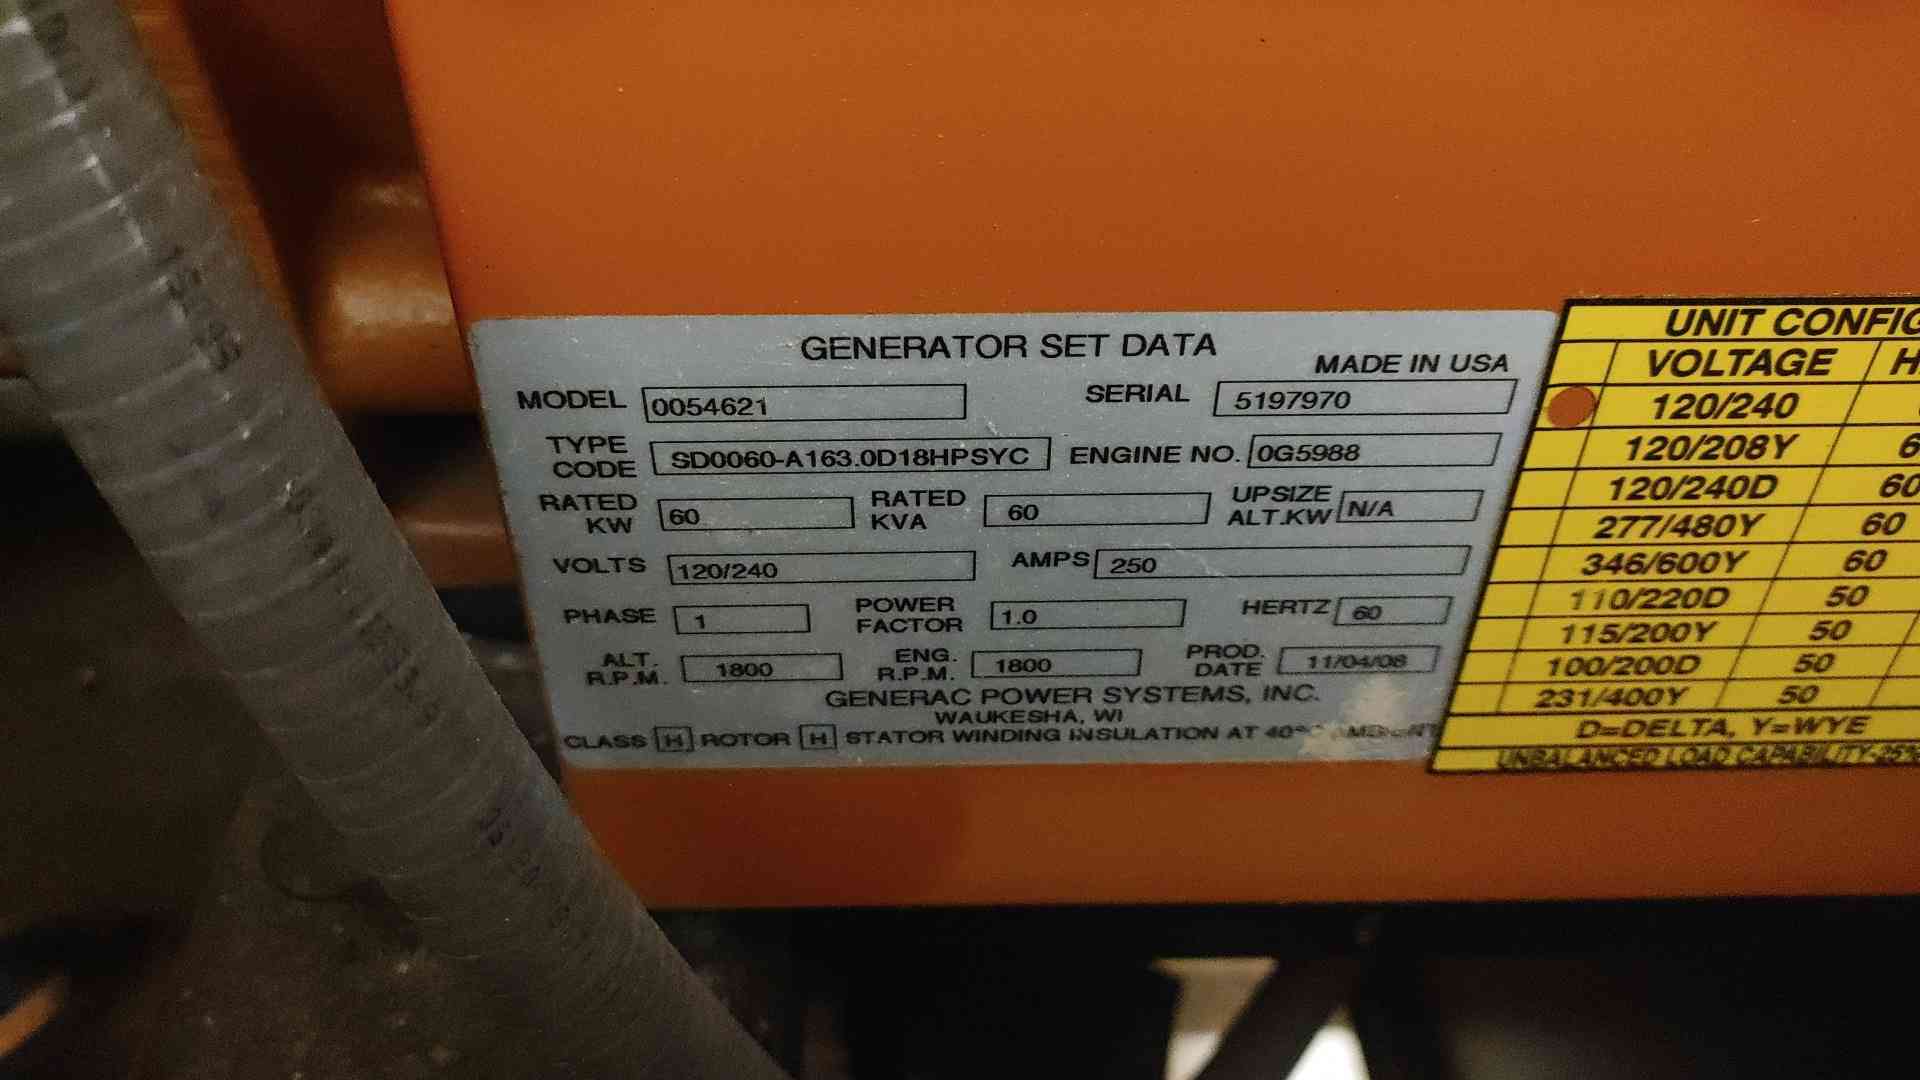 GENERATOR SET DATA
MADE IN USA
MODEL 0054621 SERIAL 5197970
TYPE CODE SD0060-A163.0D18HPSYC ENGINE NO. 0G5988
RATED KW 60 RATED KVA 60 UPSIZE ALT.KW N/A
VOLTS 120/240 AMPS 250
PHASE 1 POWER FACTOR 1.0 HERTZ 60
ALT. R.P.M. 1800 ENG. R.P.M. 1800 PROD. DATE 11/04/08
GENERAC POWER SYSTEMS, INC.
WAUKESHA, WI
CLASS H ROTOR H STATOR WINDING INSULATION AT 40°C
UNIT CONFIG
VOLTAGE H
120/240
120/208Y 6
120/240D 60
277/480Y 60
346/600Y 60
110/220D 50
115/200Y 50
100/200D 50
231/400Y 50
D=DELTA, Y=WYE
UNBALANCED LOAD CAPABILITY-25%